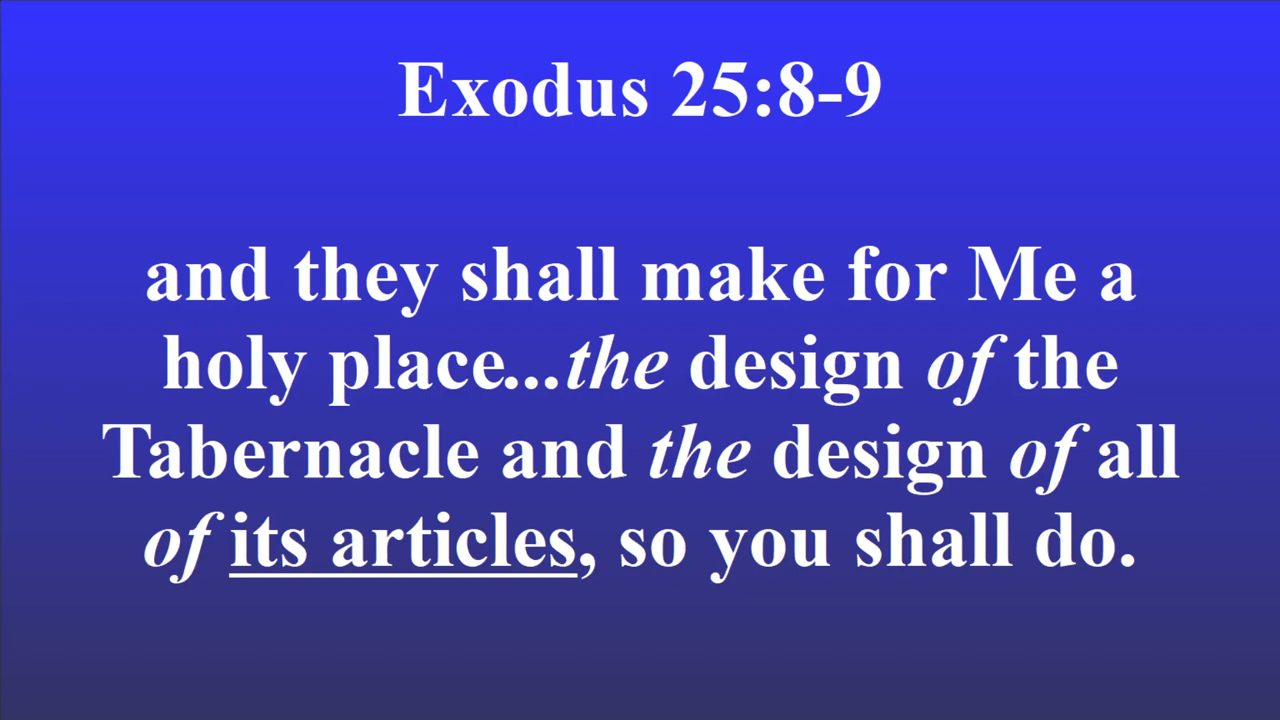 Exodus 25:8-9
and they shall make for Me a
holy place...the design of the
Tabernacle and the design of all
of its articles, so you shall do.